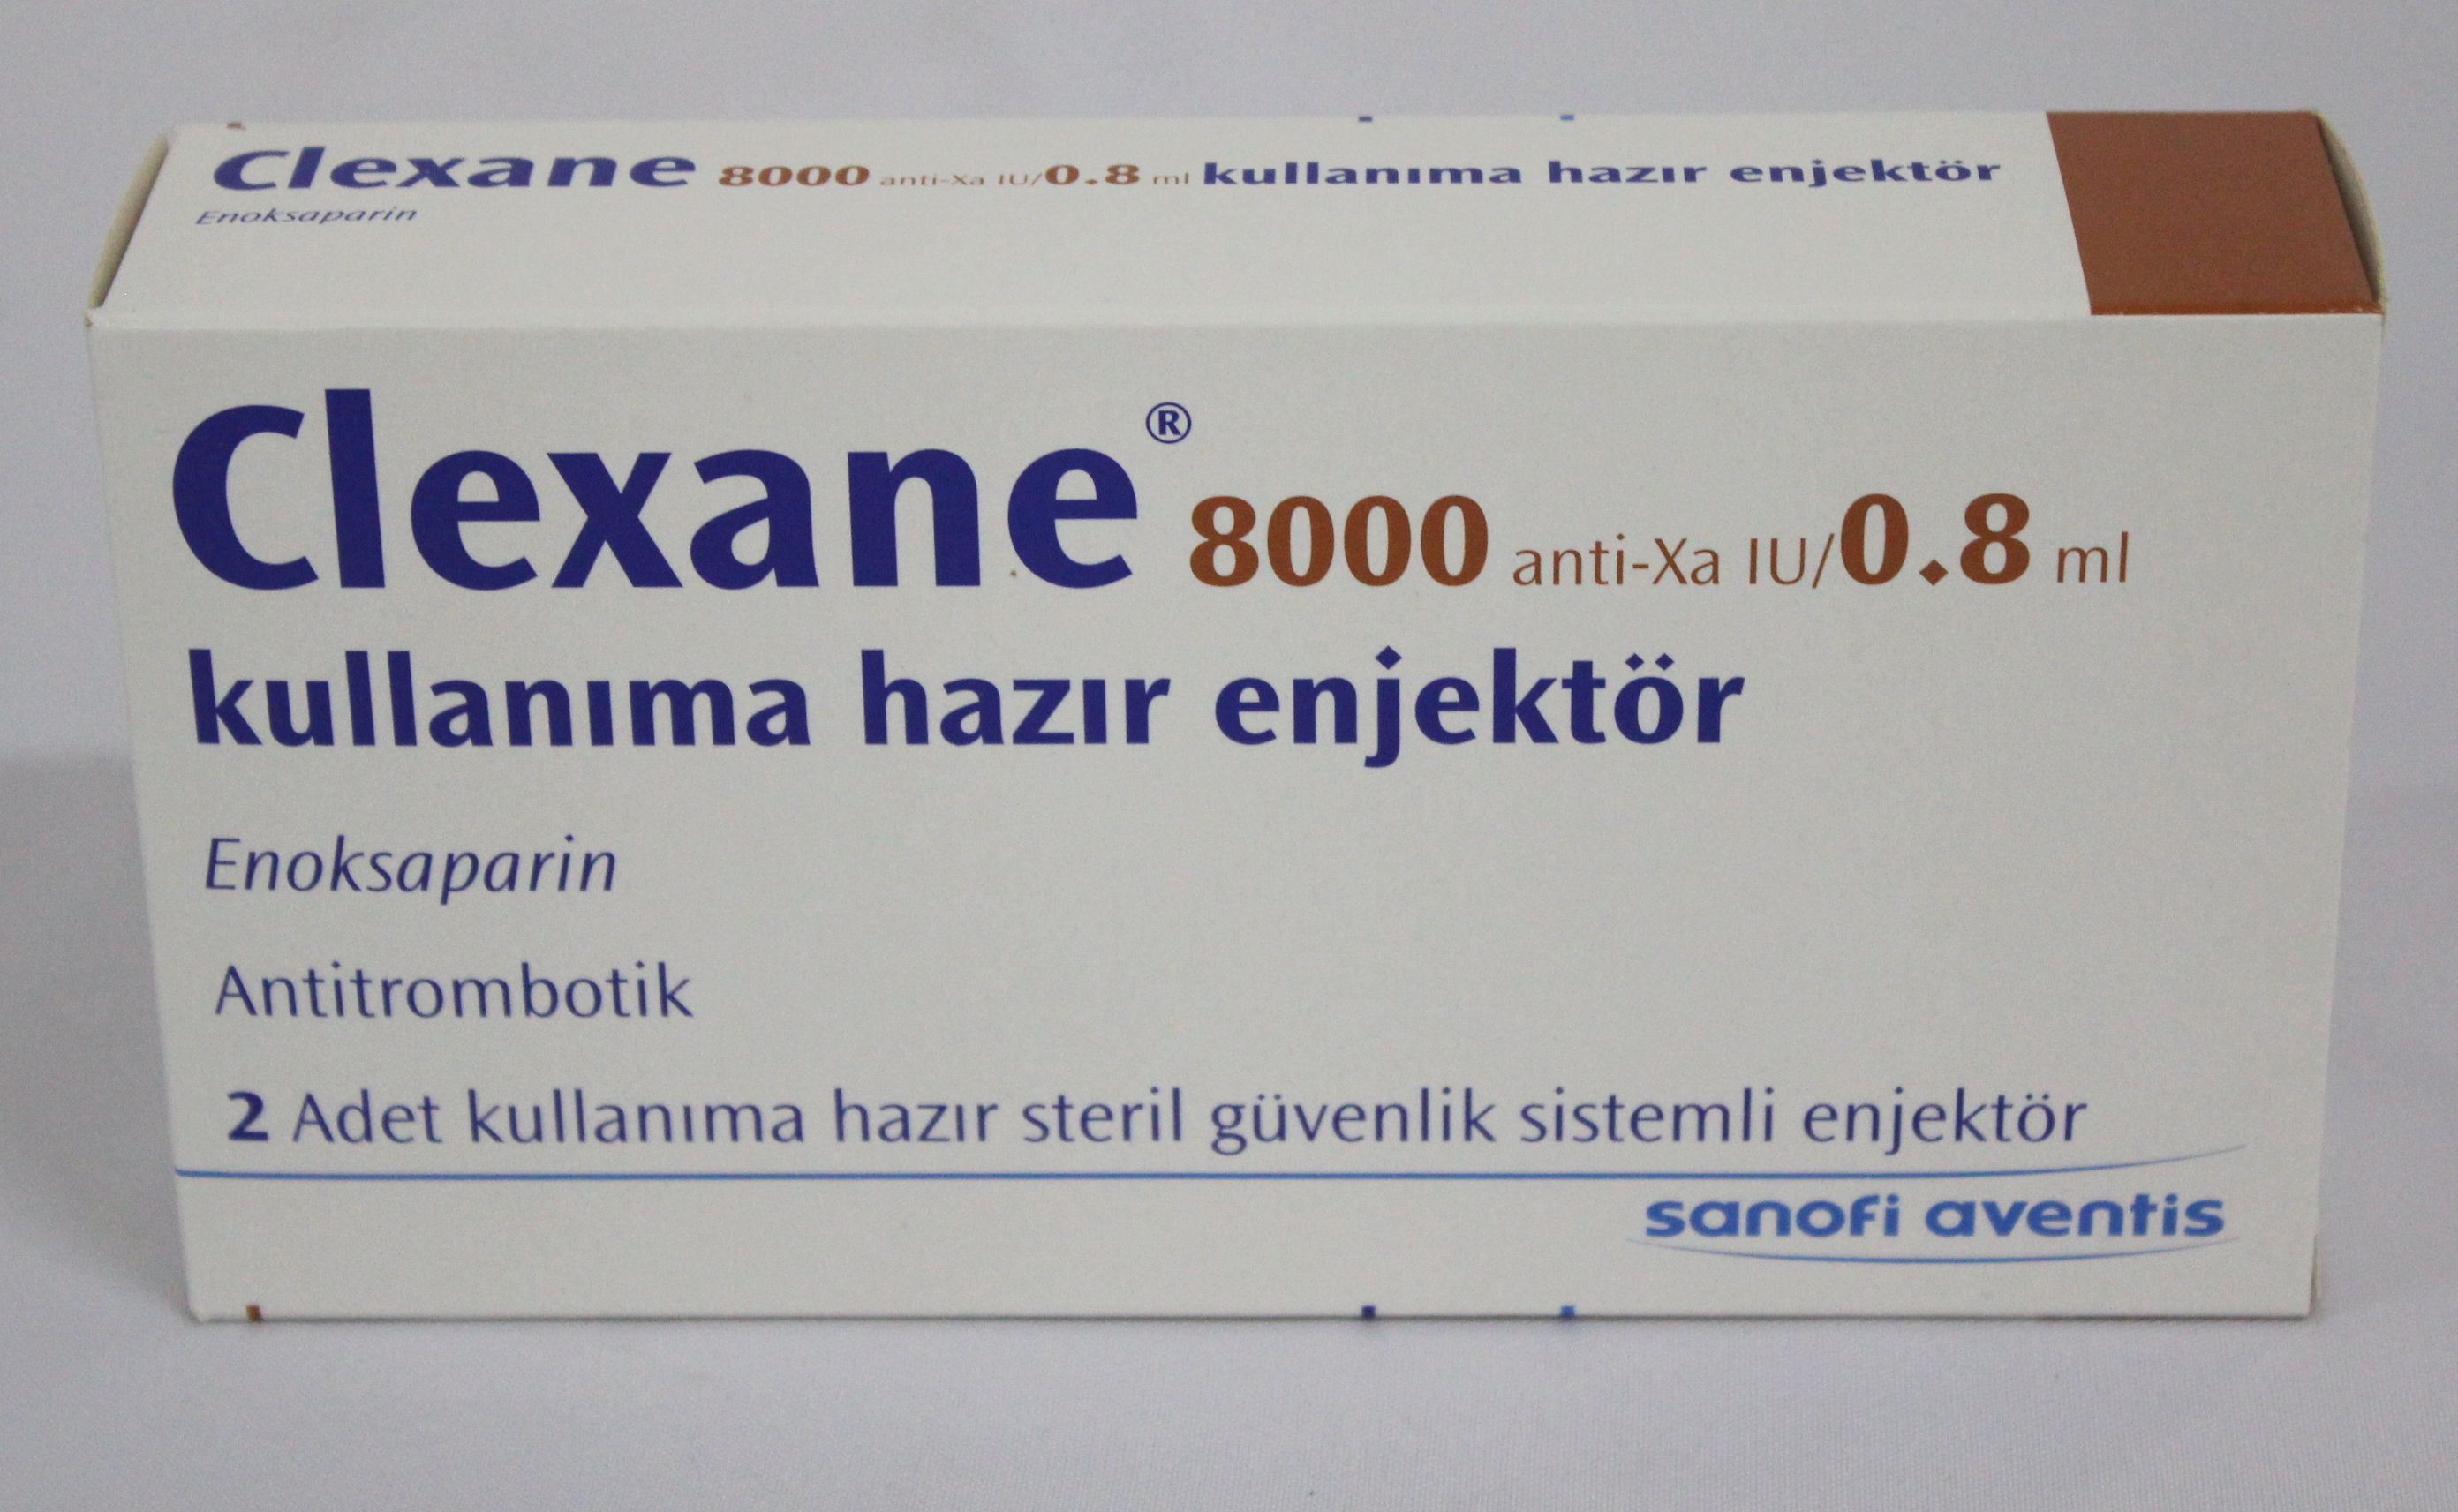 Clexane 8000 anti-Xa IU/0.8 ml kullanıma hazır enjektör
Enoksaparin
Clexane® 8000 anti-Xa IU/0.8 ml
kullanıma hazır enjektör
Enoksaparin
Antitrombotik
2 Adet kullanıma hazır steril güvenlik sistemli enjektör
sanofi aventis